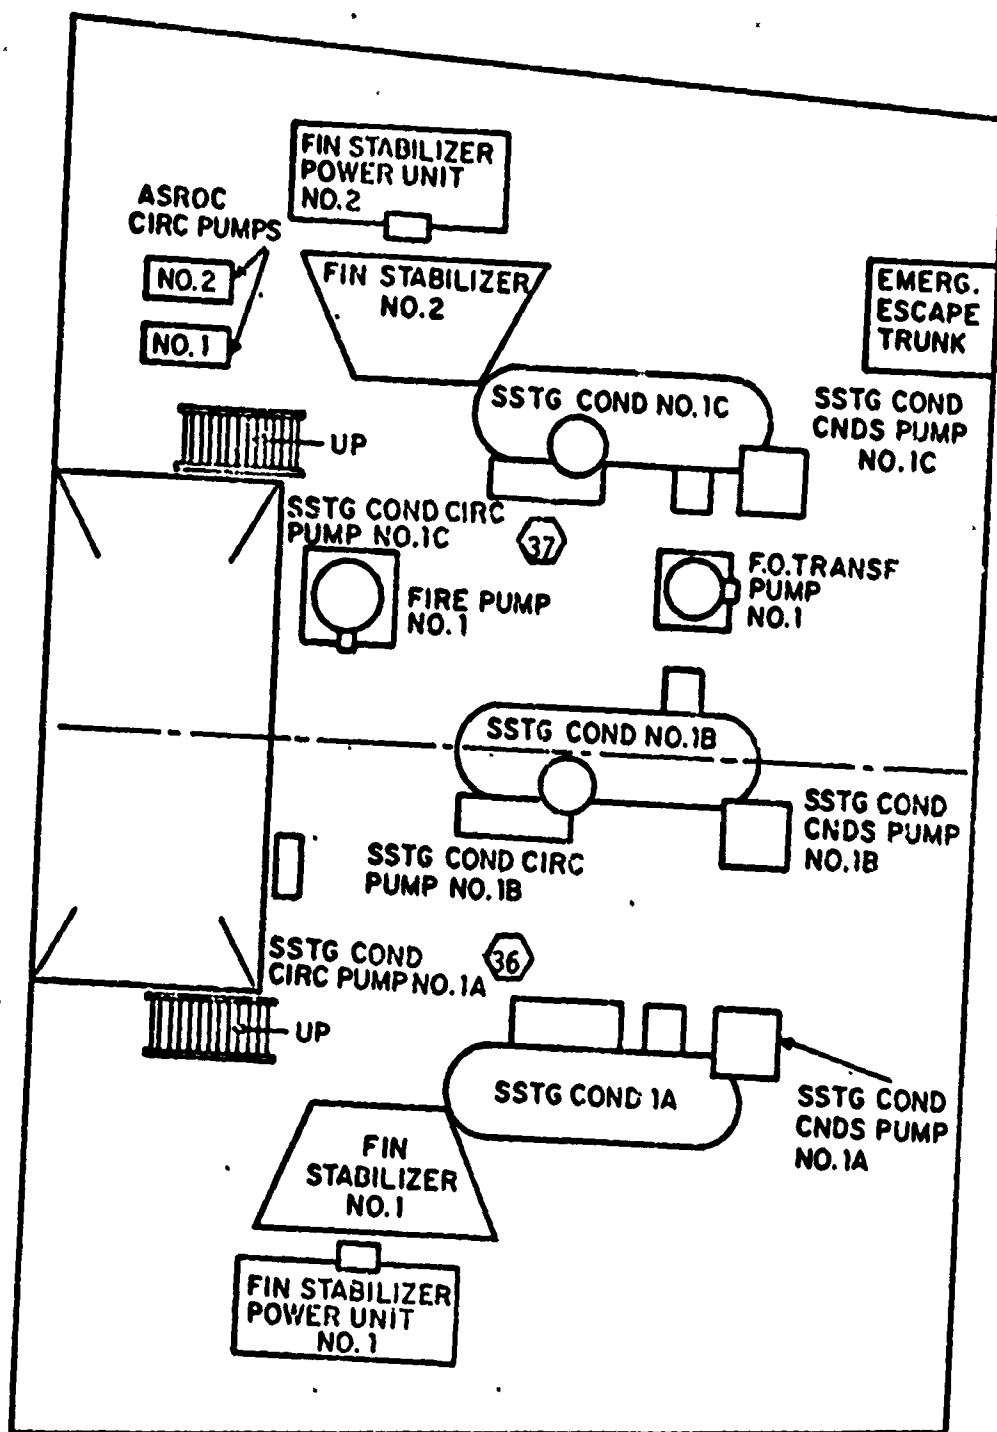 FIN STABILIZER
POWER UNIT
NO.2
ASROC
CIRC PUMPS
NO.2
NO.1
FIN STABILIZER
NO.2
EMERG.
ESCAPE
TRUNK
SSTG COND NO.1C
SSTG COND
CNDS PUMP
NO.1C
UP
SSTG COND CIRC
PUMP NO.1C
37
FIRE PUMP
NO.1
F.O.TRANSF
PUMP
NO.1
SSTG COND NO.1B
SSTG COND
CNDS PUMP
NO.1B
SSTG COND CIRC
PUMP NO.1B
SSTG COND
CIRC PUMP NO.1A
36
UP
SSTG COND 1A
SSTG COND
CNDS PUMP
NO.1A
FIN
STABILIZER
NO.1
FIN STABILIZER
POWER UNIT
NO.1